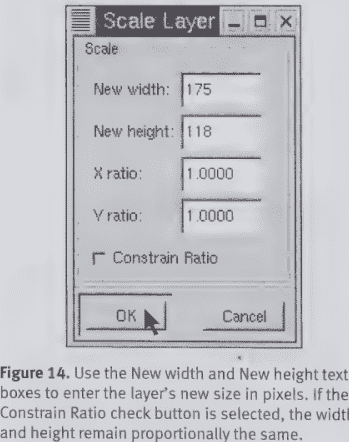 Scale Layer
Scale
New width: 175
New height: 118
X ratio: 1.0000
Y ratio: 1.0000
Constrain Ratio
OK Cancel
Figure 14. Use the New width and New height text
boxes to enter the layer's new size in pixels. If the
Constrain Ratio check button is selected, the width
and height remain proportionally the same.